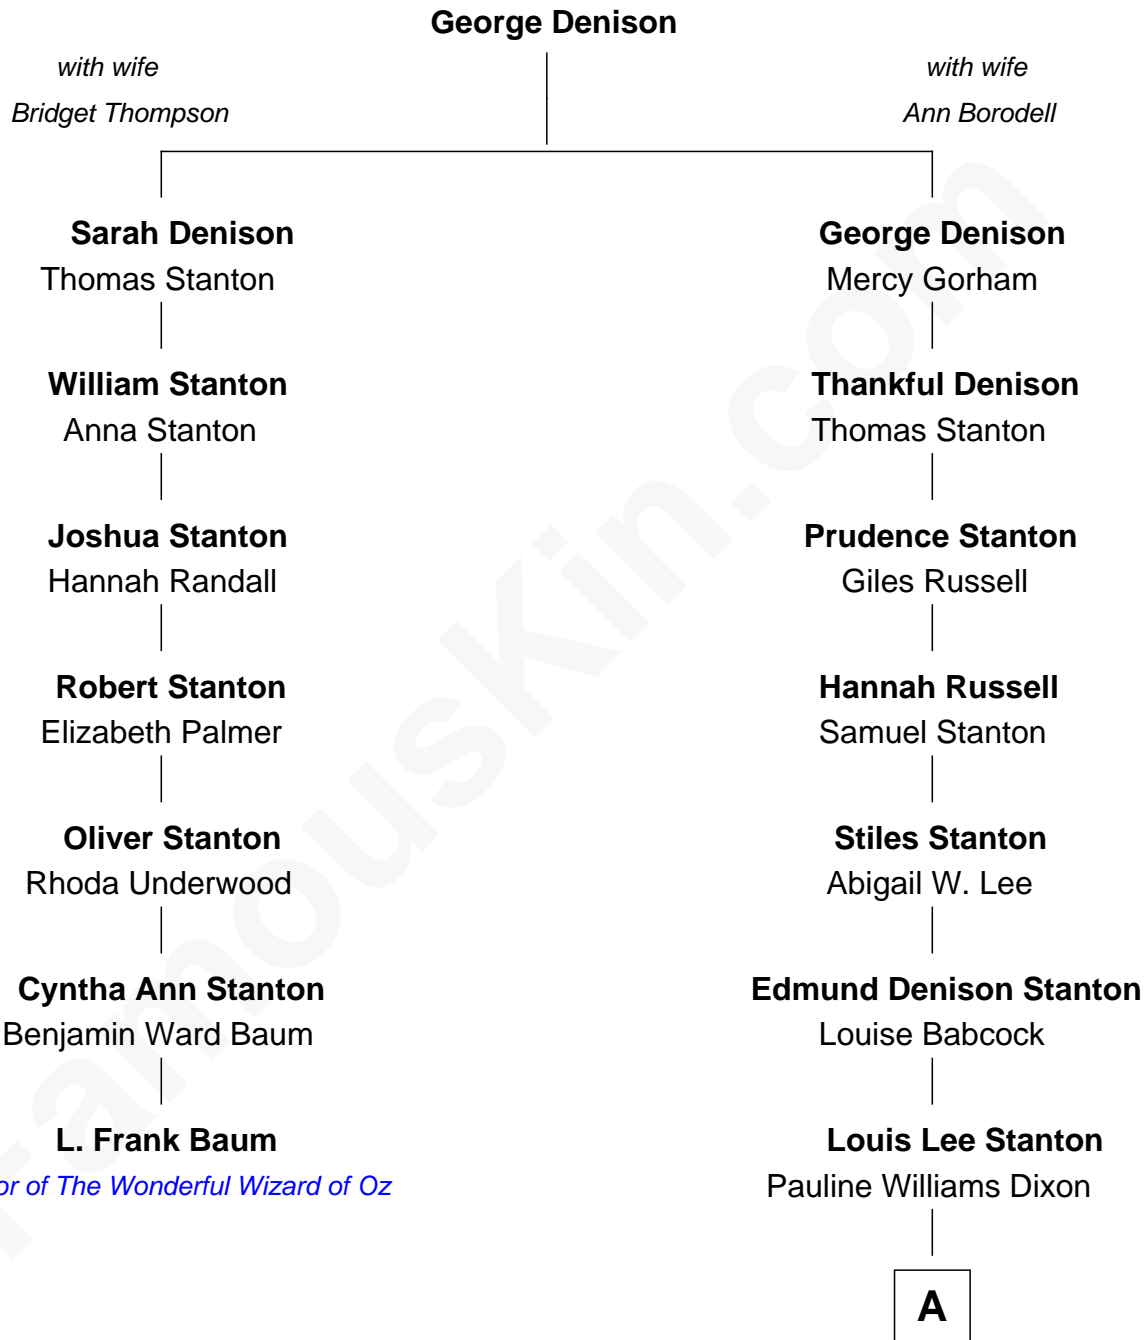 George Denison
with wife
Bridget Thompson
with wife
Ann Borodell
Sarah Denison
Thomas Stanton
George Denison
Mercy Gorham
William Stanton
Anna Stanton
Thankful Denison
Thomas Stanton
Joshua Stanton
Hannah Randall
Prudence Stanton
Giles Russell
Robert Stanton
Elizabeth Palmer
Hannah Russell
Samuel Stanton
Oliver Stanton
Rhoda Underwood
Stiles Stanton
Abigail W. Lee
Cyntha Ann Stanton
Benjamin Ward Baum
Edmund Denison Stanton
Louise Babcock
L. Frank Baum
or of The Wonderful Wizard of Oz
Louis Lee Stanton
Pauline Williams Dixon
A
FamousKin.com